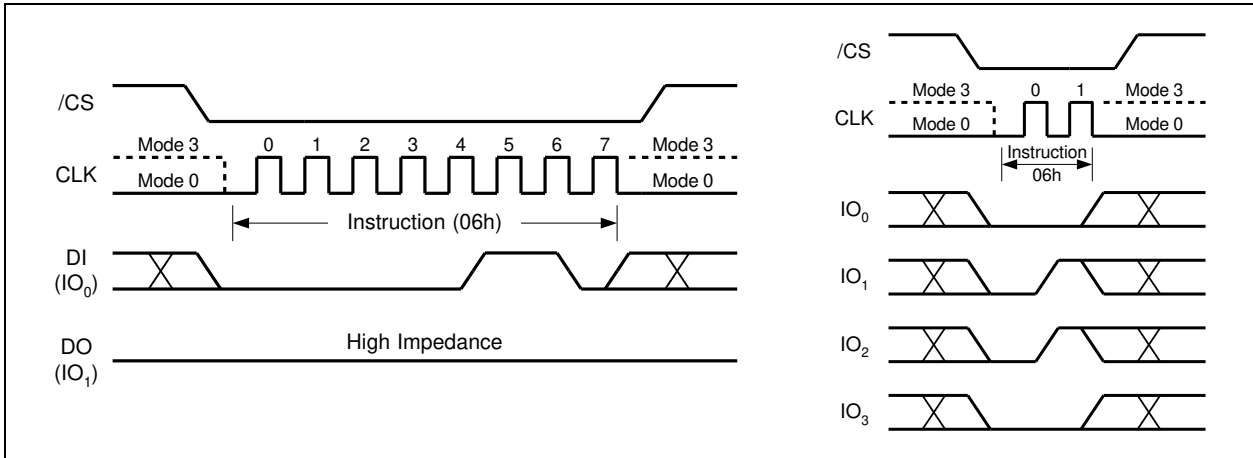 /CS
Mode 3 0 1 2 3 4 5 6 7 Mode 3
CLK Mode 0 Mode 0
Instruction (06h)
DI
(IO0)
High Impedance
DO
(IO1)
/CS
Mode 3 0 1 Mode 3
CLK Mode 0 Mode 0
Instruction
06h
IO0
IO1
IO2
IO3